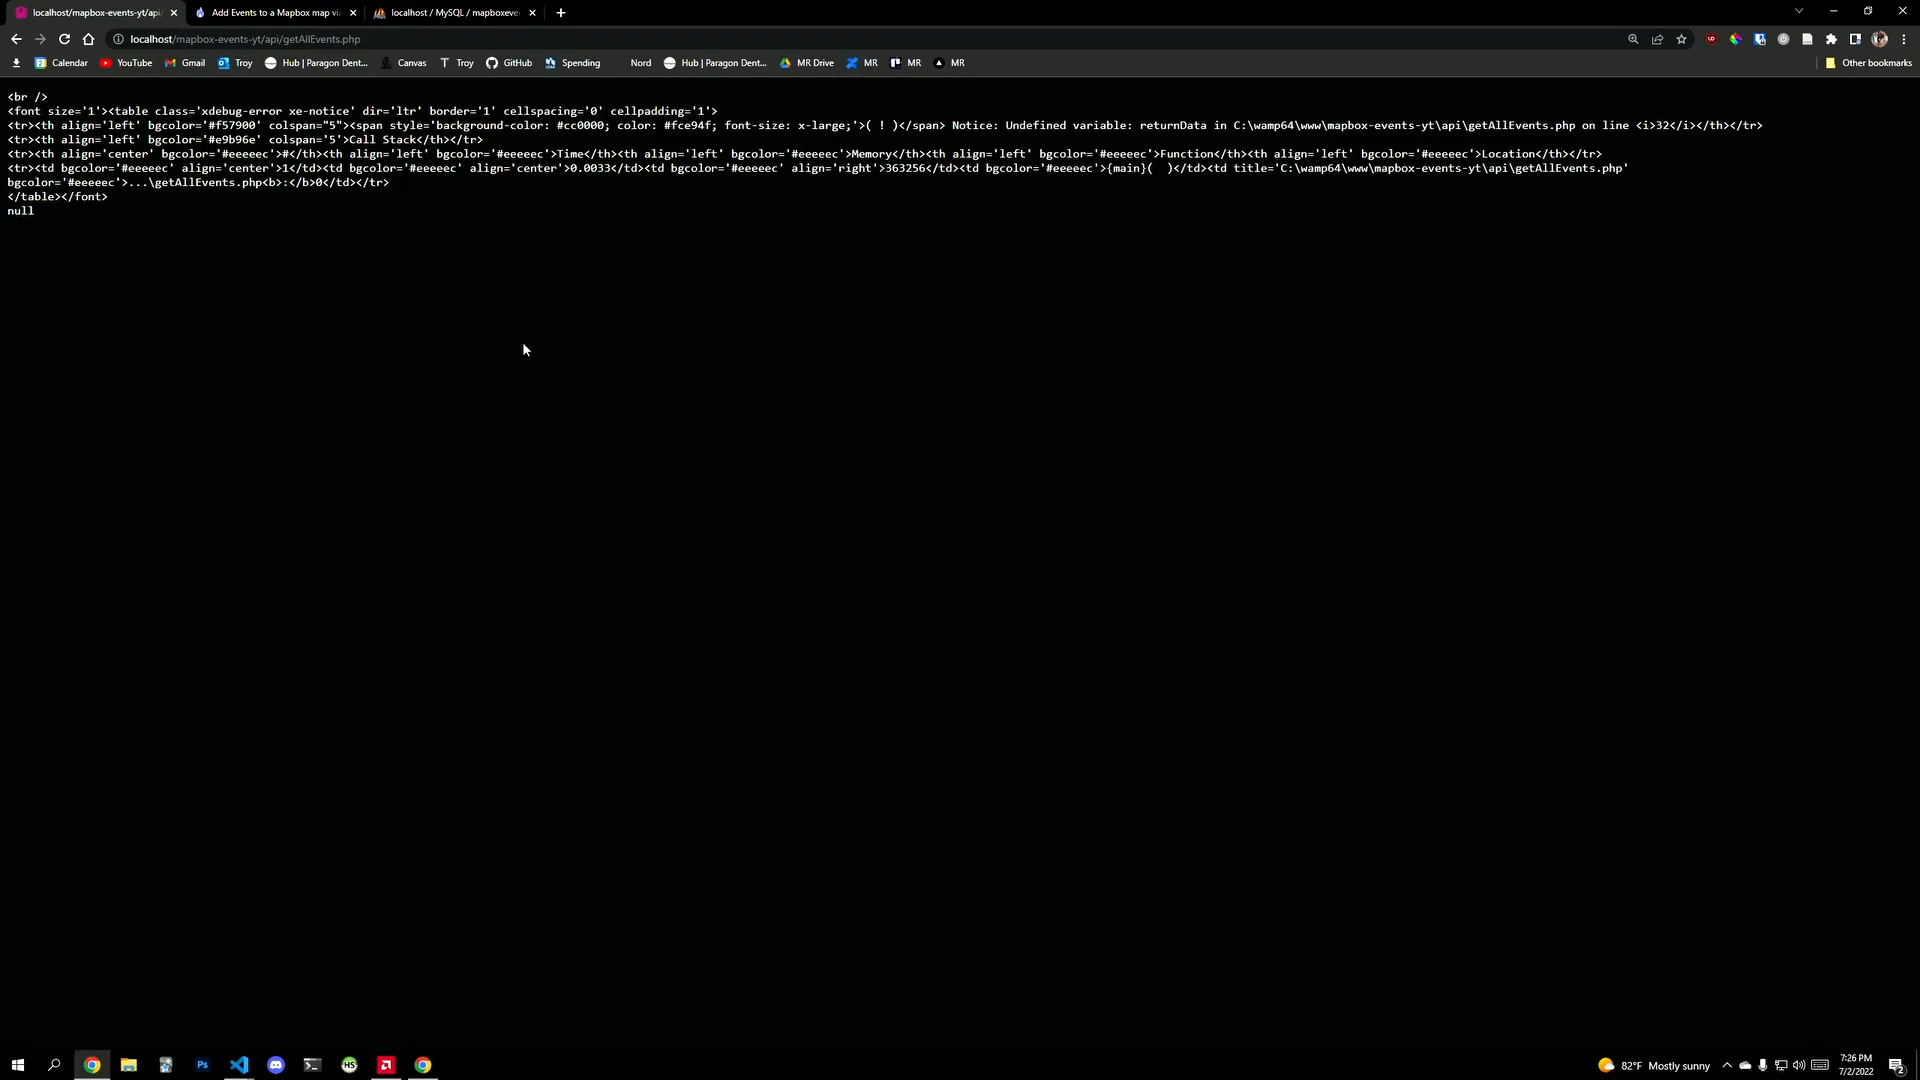 localhost/mapbox-events-yt/api/
Add Events to a Mapbox map vi
localhost / MySQL / mapboxeve
localhost/mapbox-events-yt/api/getAllEvents.php
Calendar YouTube Gmail Troy Hub | Paragon Dent... Canvas Troy GitHub Spending Nord Hub | Paragon Dent... MR Drive MR MR MR Other bookmarks
<br />
<font size='1'><table class='xdebug-error xe-notice' dir='ltr' border='1' cellspacing='0' cellpadding='1'>
<tr><th align='left' bgcolor='#f57900' colspan="5"><span style='background-color: #cc0000; color: #fce94f; font-size: x-large;'>( ! )</span> Notice: Undefined variable: returnData in C:\wamp64\www\mapbox-events-yt\api\getAllEvents.php on line <i>32</i></th></tr>
<tr><th align='left' bgcolor='#e9b96e' colspan='5'>Call Stack</th></tr>
<tr><th align='center' bgcolor='#eeeeec'>#</th><th align='left' bgcolor='#eeeeec'>Time</th><th align='left' bgcolor='#eeeeec'>Memory</th><th align='left' bgcolor='#eeeeec'>Function</th><th align='left' bgcolor='#eeeeec'>Location</th></tr>
<tr><td bgcolor='#eeeeec' align='center'>1</td><td bgcolor='#eeeeec' align='center'>0.0033</td><td bgcolor='#eeeeec' align='right'>363256</td><td bgcolor='#eeeeec'>{main}(  )</td><td title='C:\wamp64\www\mapbox-events-yt\api\getAllEvents.php'
bgcolor='#eeeeec'>...\getAllEvents.php<b>:</b>0</td></tr>
</table></font>
null
Ps
HS
82°F Mostly sunny
7:26 PM
7/2/2022
2